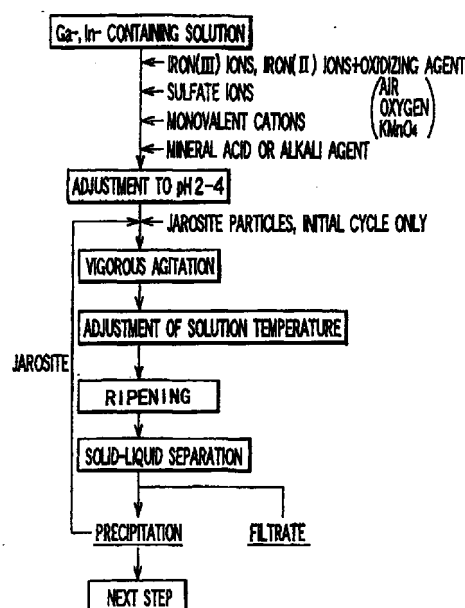 Ga-, In- CONTAINING SOLUTION
IRON(III) IONS, IRON(II) IONS+OXIDIZING AGENT
SULFATE IONS
AIR
OXYGEN
KMnO4
MONOVALENT CATIONS
MINERAL ACID OR ALKALI AGENT
ADJUSTMENT TO pH 2-4
JAROSITE PARTICLES, INITIAL CYCLE ONLY
VIGOROUS AGITATION
ADJUSTMENT OF SOLUTION TEMPERATURE
JAROSITE
RIPENING
SOLID-LIQUID SEPARATION
PRECIPITATION
FILTRATE
NEXT STEP